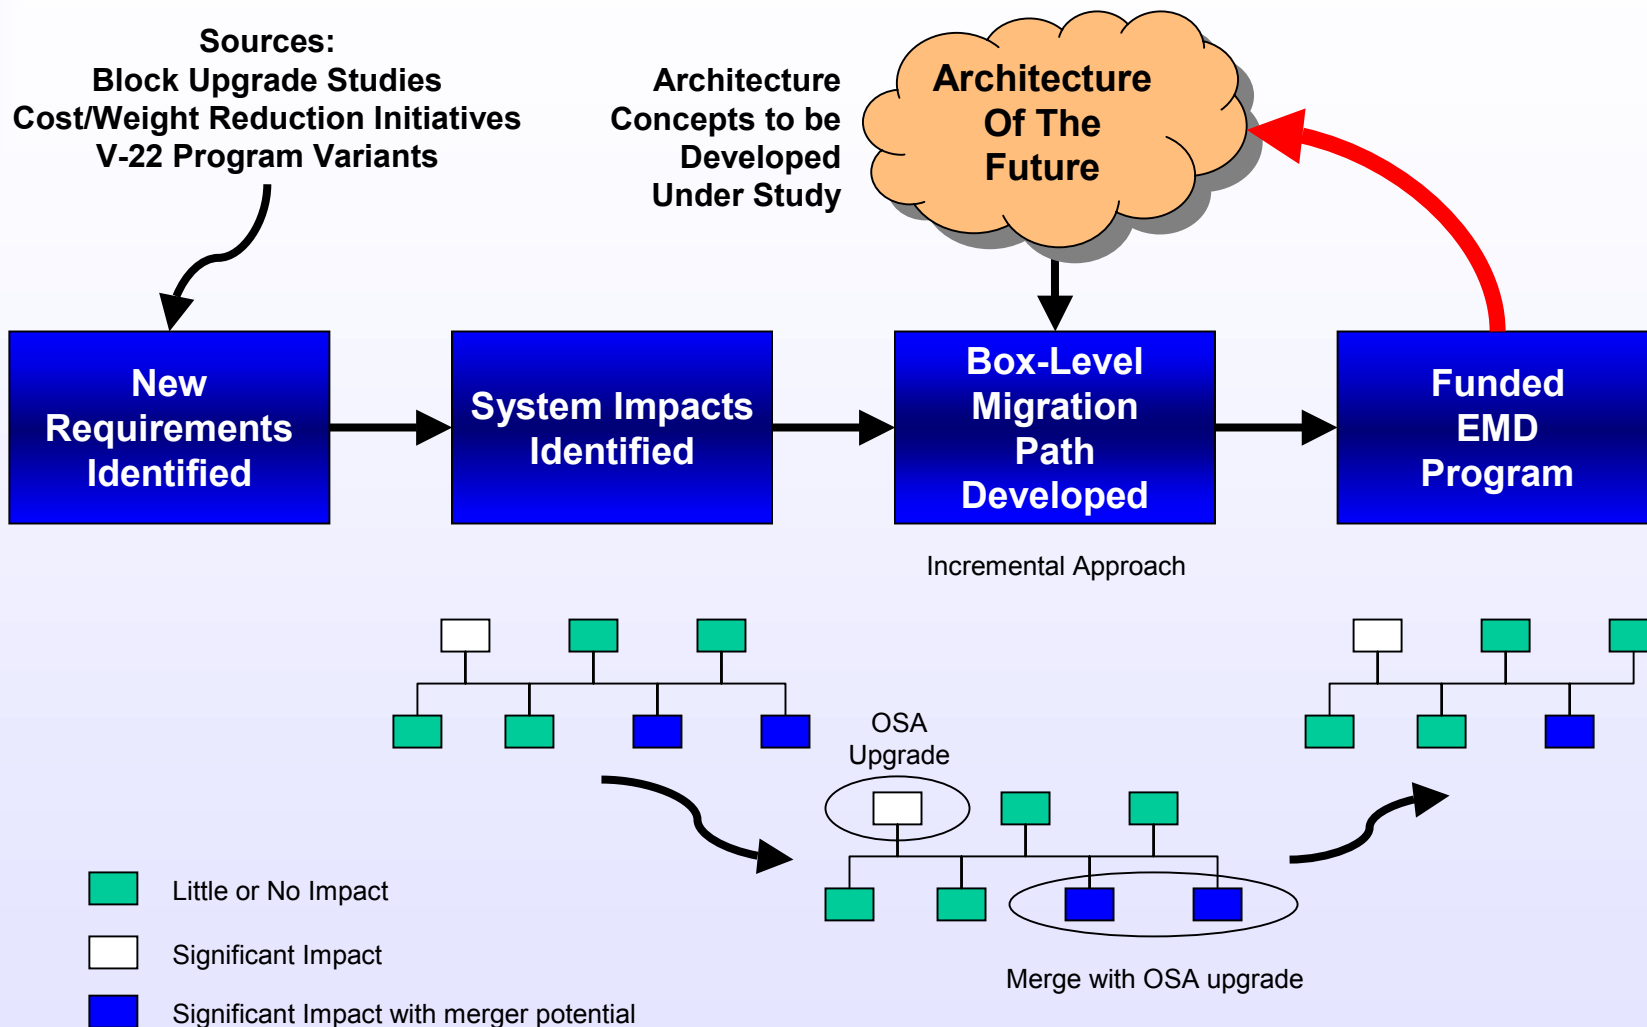 Sources:
Block Upgrade Studies
Cost/Weight Reduction Initiatives
V-22 Program Variants
Architecture
Concepts to be
Developed
Under Study
Architecture
Of The
Future
New
Requirements
Identified
System Impacts
Identified
Box-Level
Migration
Path
Developed
Funded
EMD
Program
Incremental Approach
OSA
Upgrade
Merge with OSA upgrade
Little or No Impact
Significant Impact
Significant Impact with merger potential